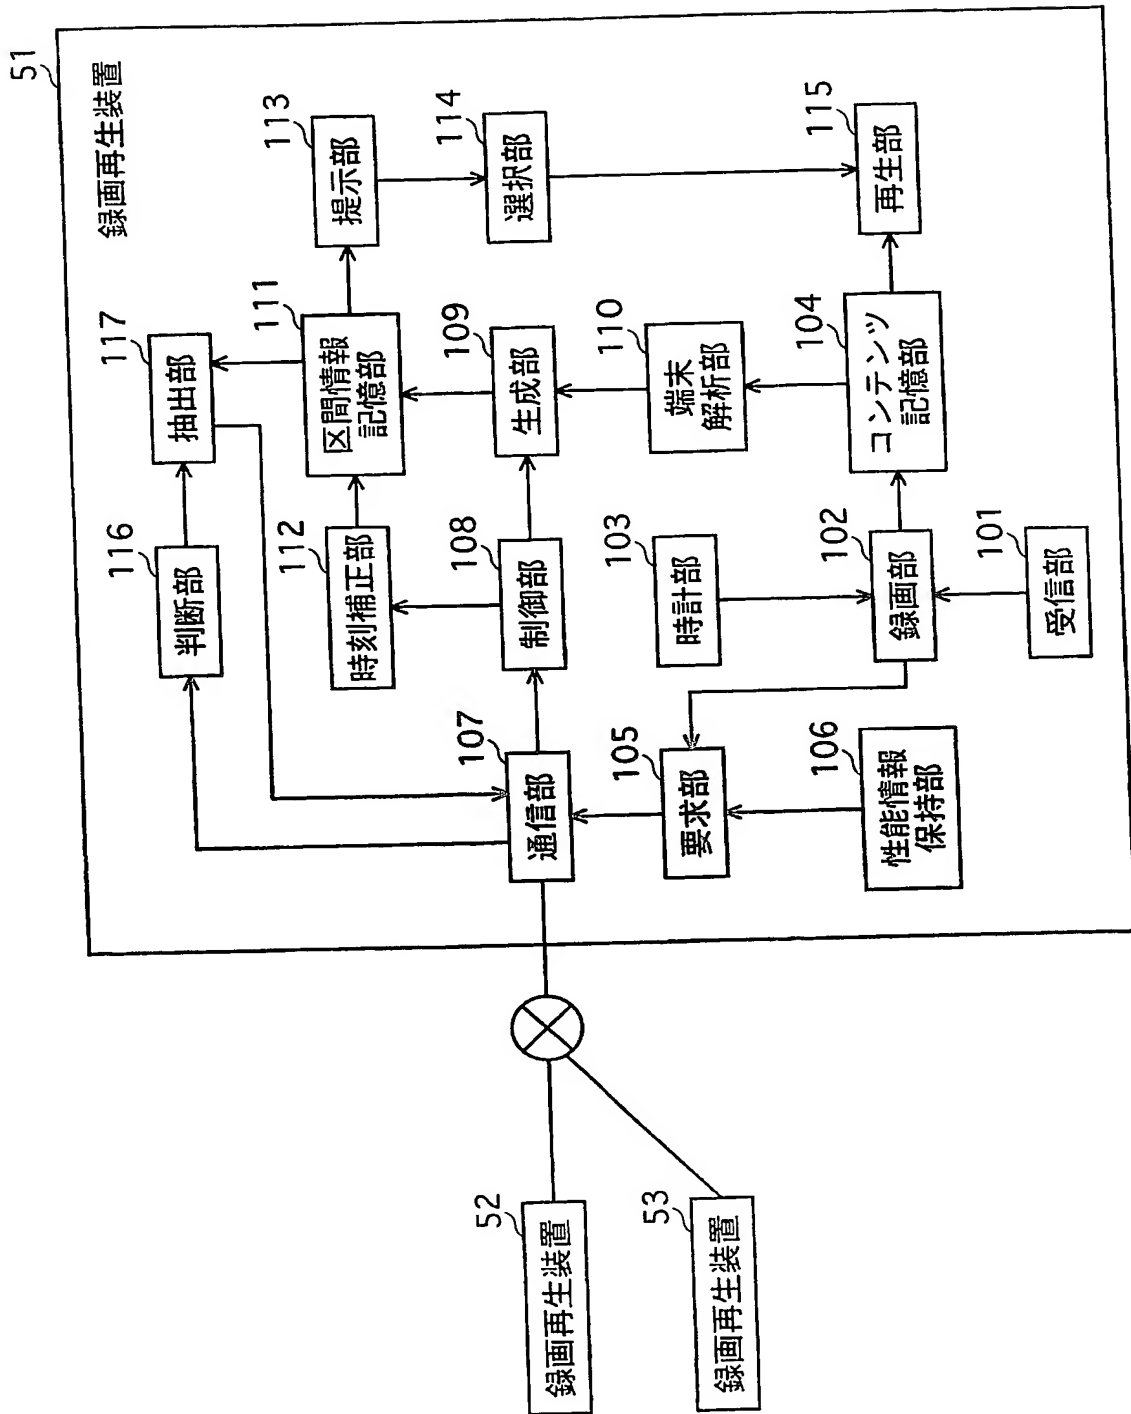 51
録画再生装置
117
抽出部
116
判断部
113
提示部
111
区間情報
記憶部
112
時刻補正部
114
選択部
109
生成部
108
制御部
107
通信部
110
端末
解析部
103
時計部
105
要求部
115
再生部
104
コンテンツ
記憶部
102
録画部
106
性能情報
保持部
101
受信部
52
録画再生装置
53
録画再生装置